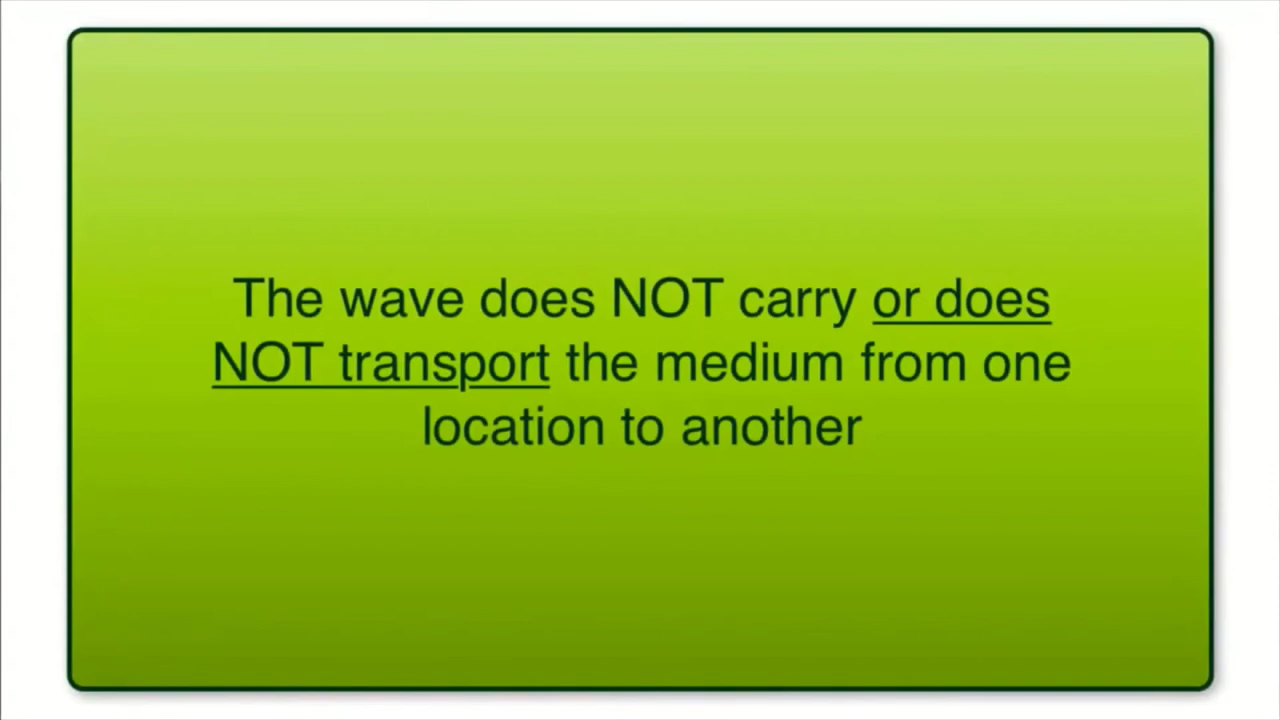 The wave does NOT carry or does
NOT transport the medium from one
location to another